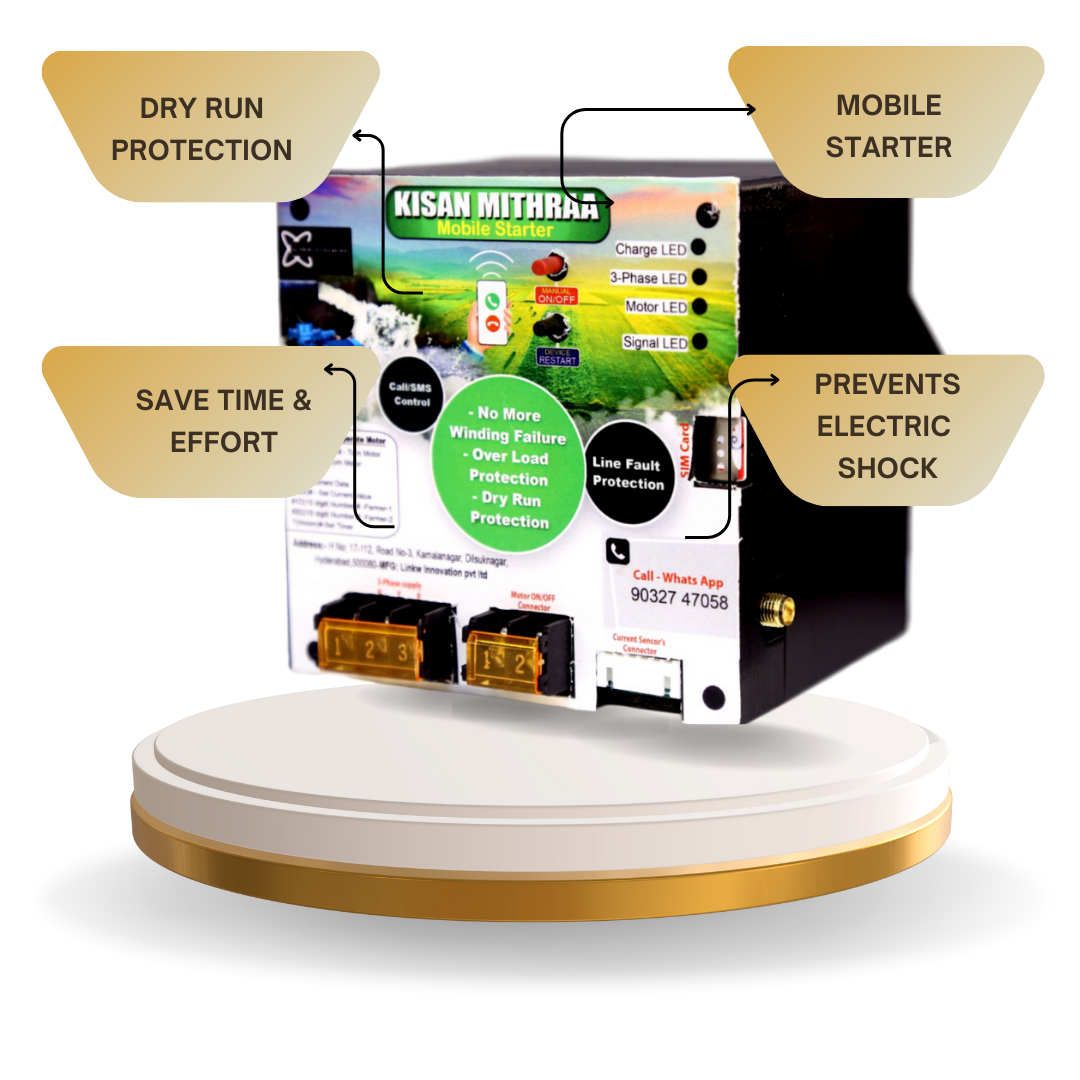 DRY RUN
PROTECTION
MOBILE
STARTER
KISAN MITHRAA
Mobile Starter
Charge LED
3-Phase LED
Motor LED
Signal LED
MANUAL
ON/OFF
DEVICE
RESTART
SAVE TIME &
EFFORT
PREVENTS
ELECTRIC
SHOCK
Call/SMS
Control
- No More
Winding Failure
- Over Load
Protection
- Dry Run
Protection
Line Fault
Protection
SIM Card
Motor
Address:- H No: 17-112, Road No-3, Kamalanagar, Dilsuknagar,
Hyderabad,500060-MFG: Linkw Innovation pvt ltd
Call - Whats App
90327 47058
3-Phase supply
Motor ON/OFF
Connector
Current Sencor's
Connector
1 2 3
1 2